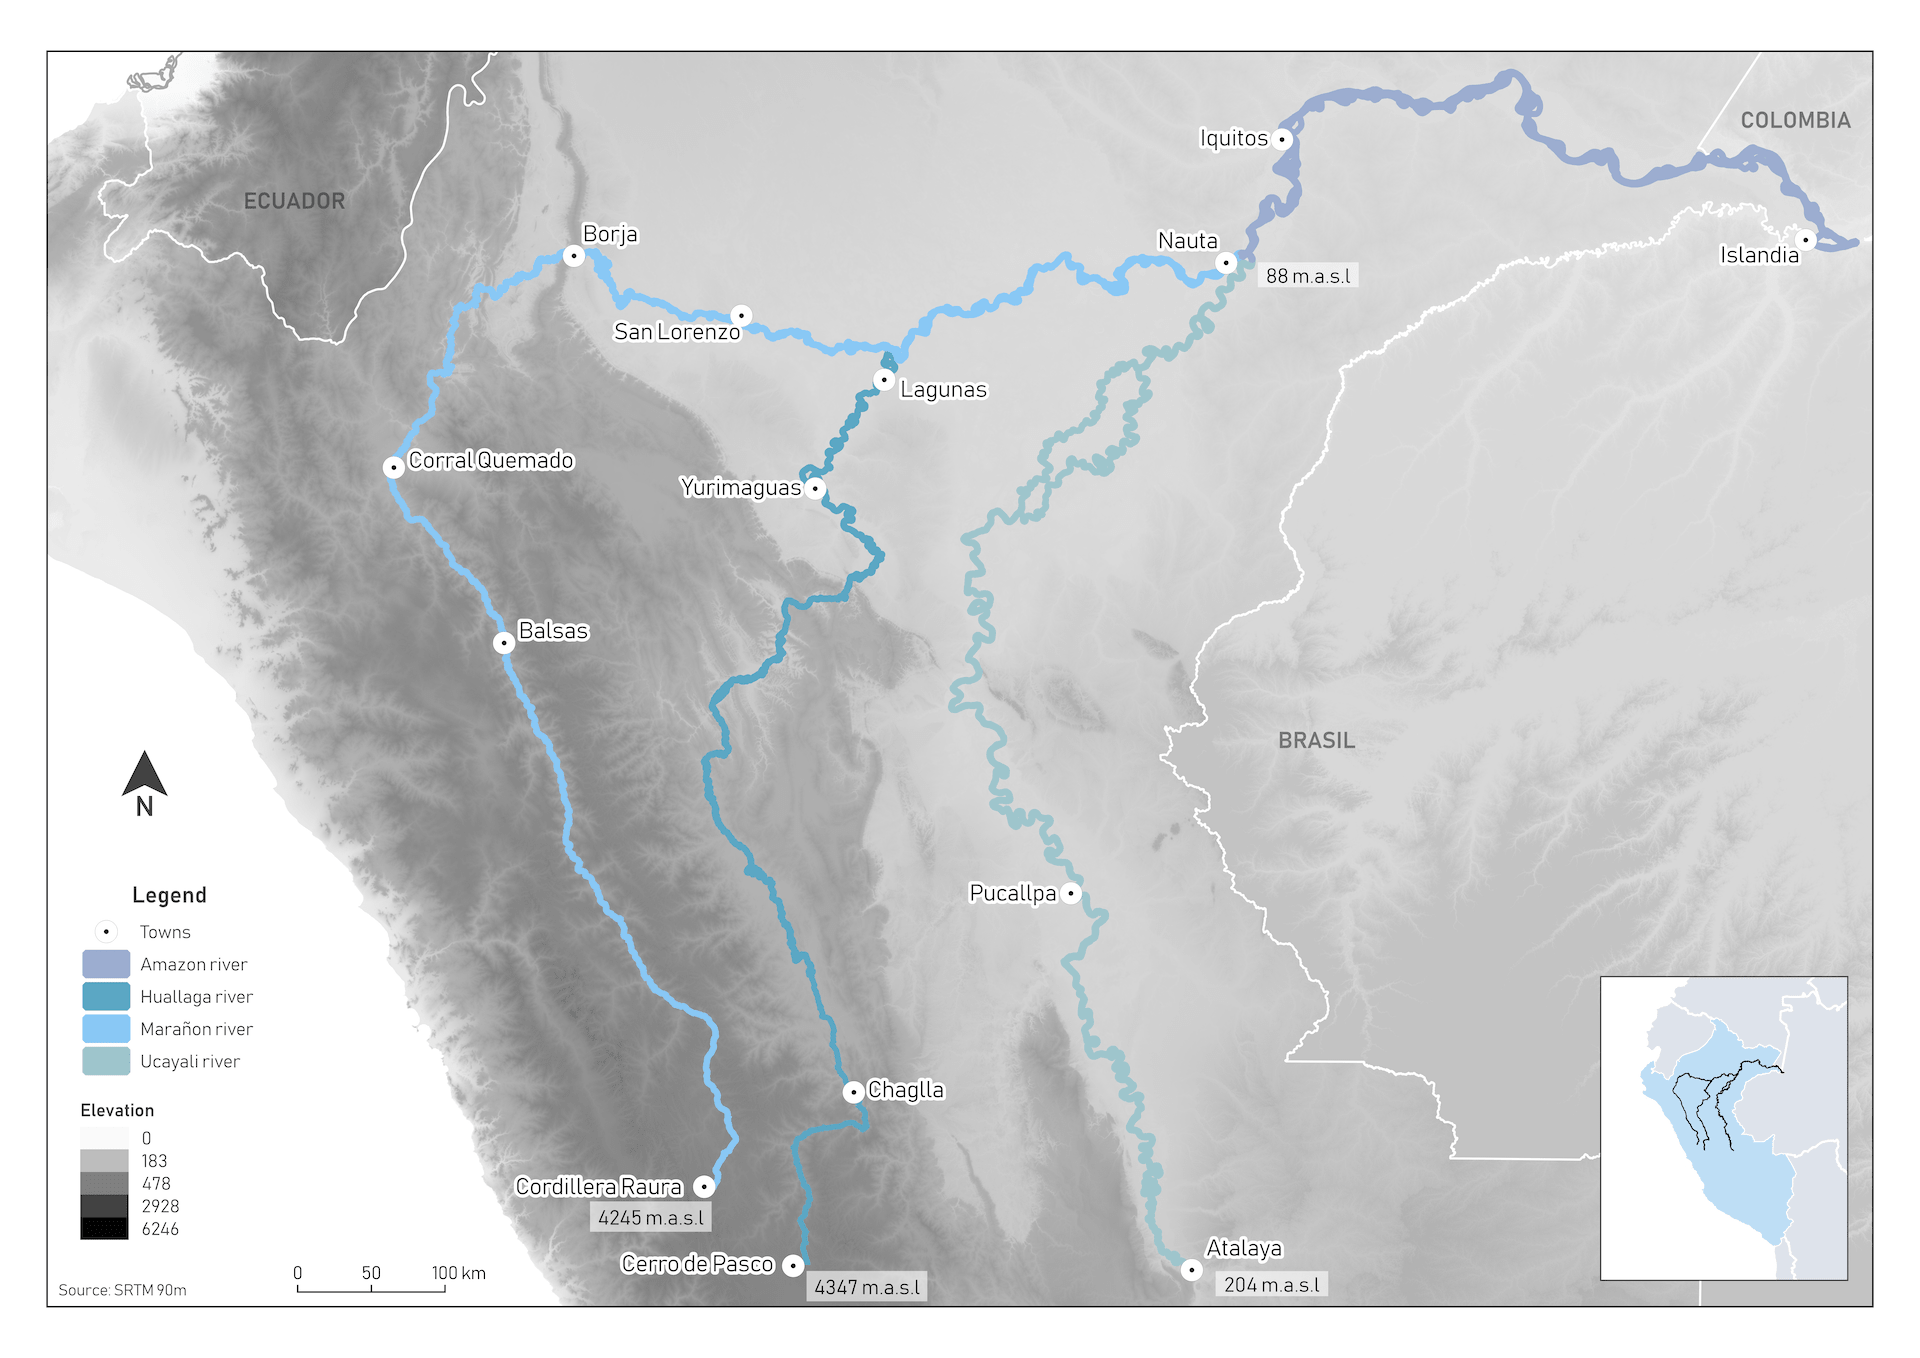 COLOMBIA
Iquitos
ECUADOR
Borja
Nauta
Islandia
88 m.a.s.l
San Lorenzo
Lagunas
Corral Quemado
Yurimaguas
Balsas
BRASIL
N
Pucallpa
Legend
Towns
Amazon river
Huallaga river
Marañon river
Ucayali river
Chaglla
Elevation
0
183
478
2928
6246
Cordillera Raura
4245 m.a.s.l
Cerro de Pasco
4347 m.a.s.l
Atalaya
204 m.a.s.l
0 50 100 km
Source: SRTM 90m